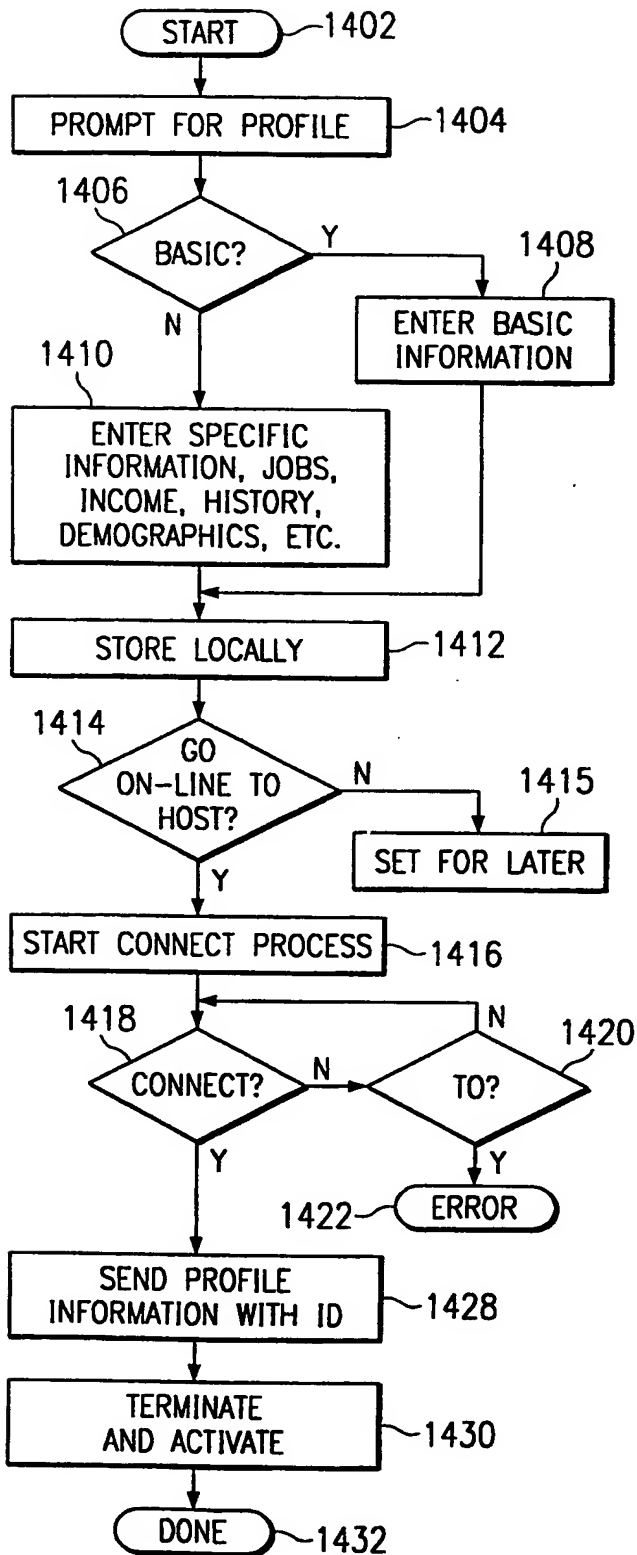 START
1402
PROMPT FOR PROFILE
1404
1406
BASIC?
Y
N
1408
ENTER BASIC
INFORMATION
1410
ENTER SPECIFIC
INFORMATION, JOBS,
INCOME, HISTORY,
DEMOGRAPHICS, ETC.
STORE LOCALLY
1412
1414
GO
ON-LINE TO
HOST?
N
Y
1415
SET FOR LATER
START CONNECT PROCESS
1416
1418
CONNECT?
N
Y
N
1420
TO?
Y
1422
ERROR
SEND PROFILE
INFORMATION WITH ID
1428
TERMINATE
AND ACTIVATE
1430
DONE
1432